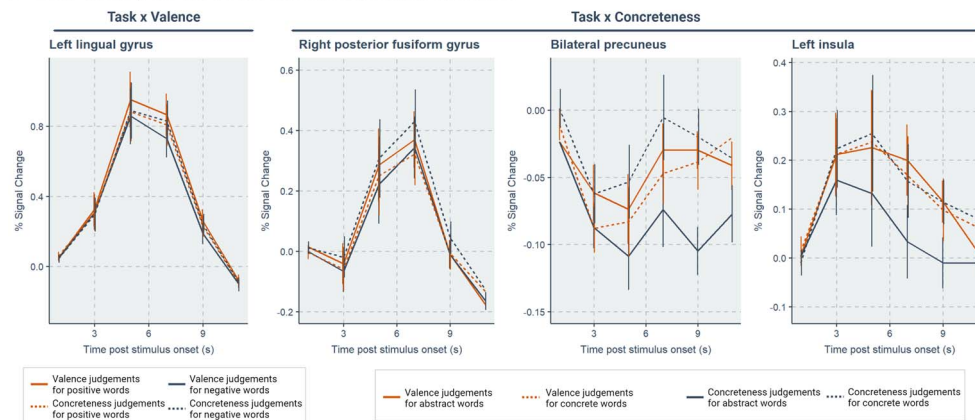 Task x Valence
Task x Concreteness
Left lingual gyrus
Right posterior fusiform gyrus
Bilateral precuneus
Left insula
% Signal Change
0.8
0.4
0.0
3
6
9
Time post stimulus onset (s)
% Signal Change
0.6
0.4
0.2
0.0
-0.2
3
6
9
Time post stimulus onset (s)
% Signal Change
0.00
-0.05
-0.10
-0.15
3
6
9
Time post stimulus onset (s)
% Signal Change
0.4
0.3
0.2
0.1
0.0
-0.1
3
6
9
Time post stimulus onset (s)
Valence judgements
for positive words
Valence judgements
for negative words
Concreteness judgements
for positive words
Concreteness judgements
for negative words
Valence judgements
for abstract words
Valence judgements
for concrete words
Concreteness judgements
for abstract words
Concreteness judgements
for concrete words